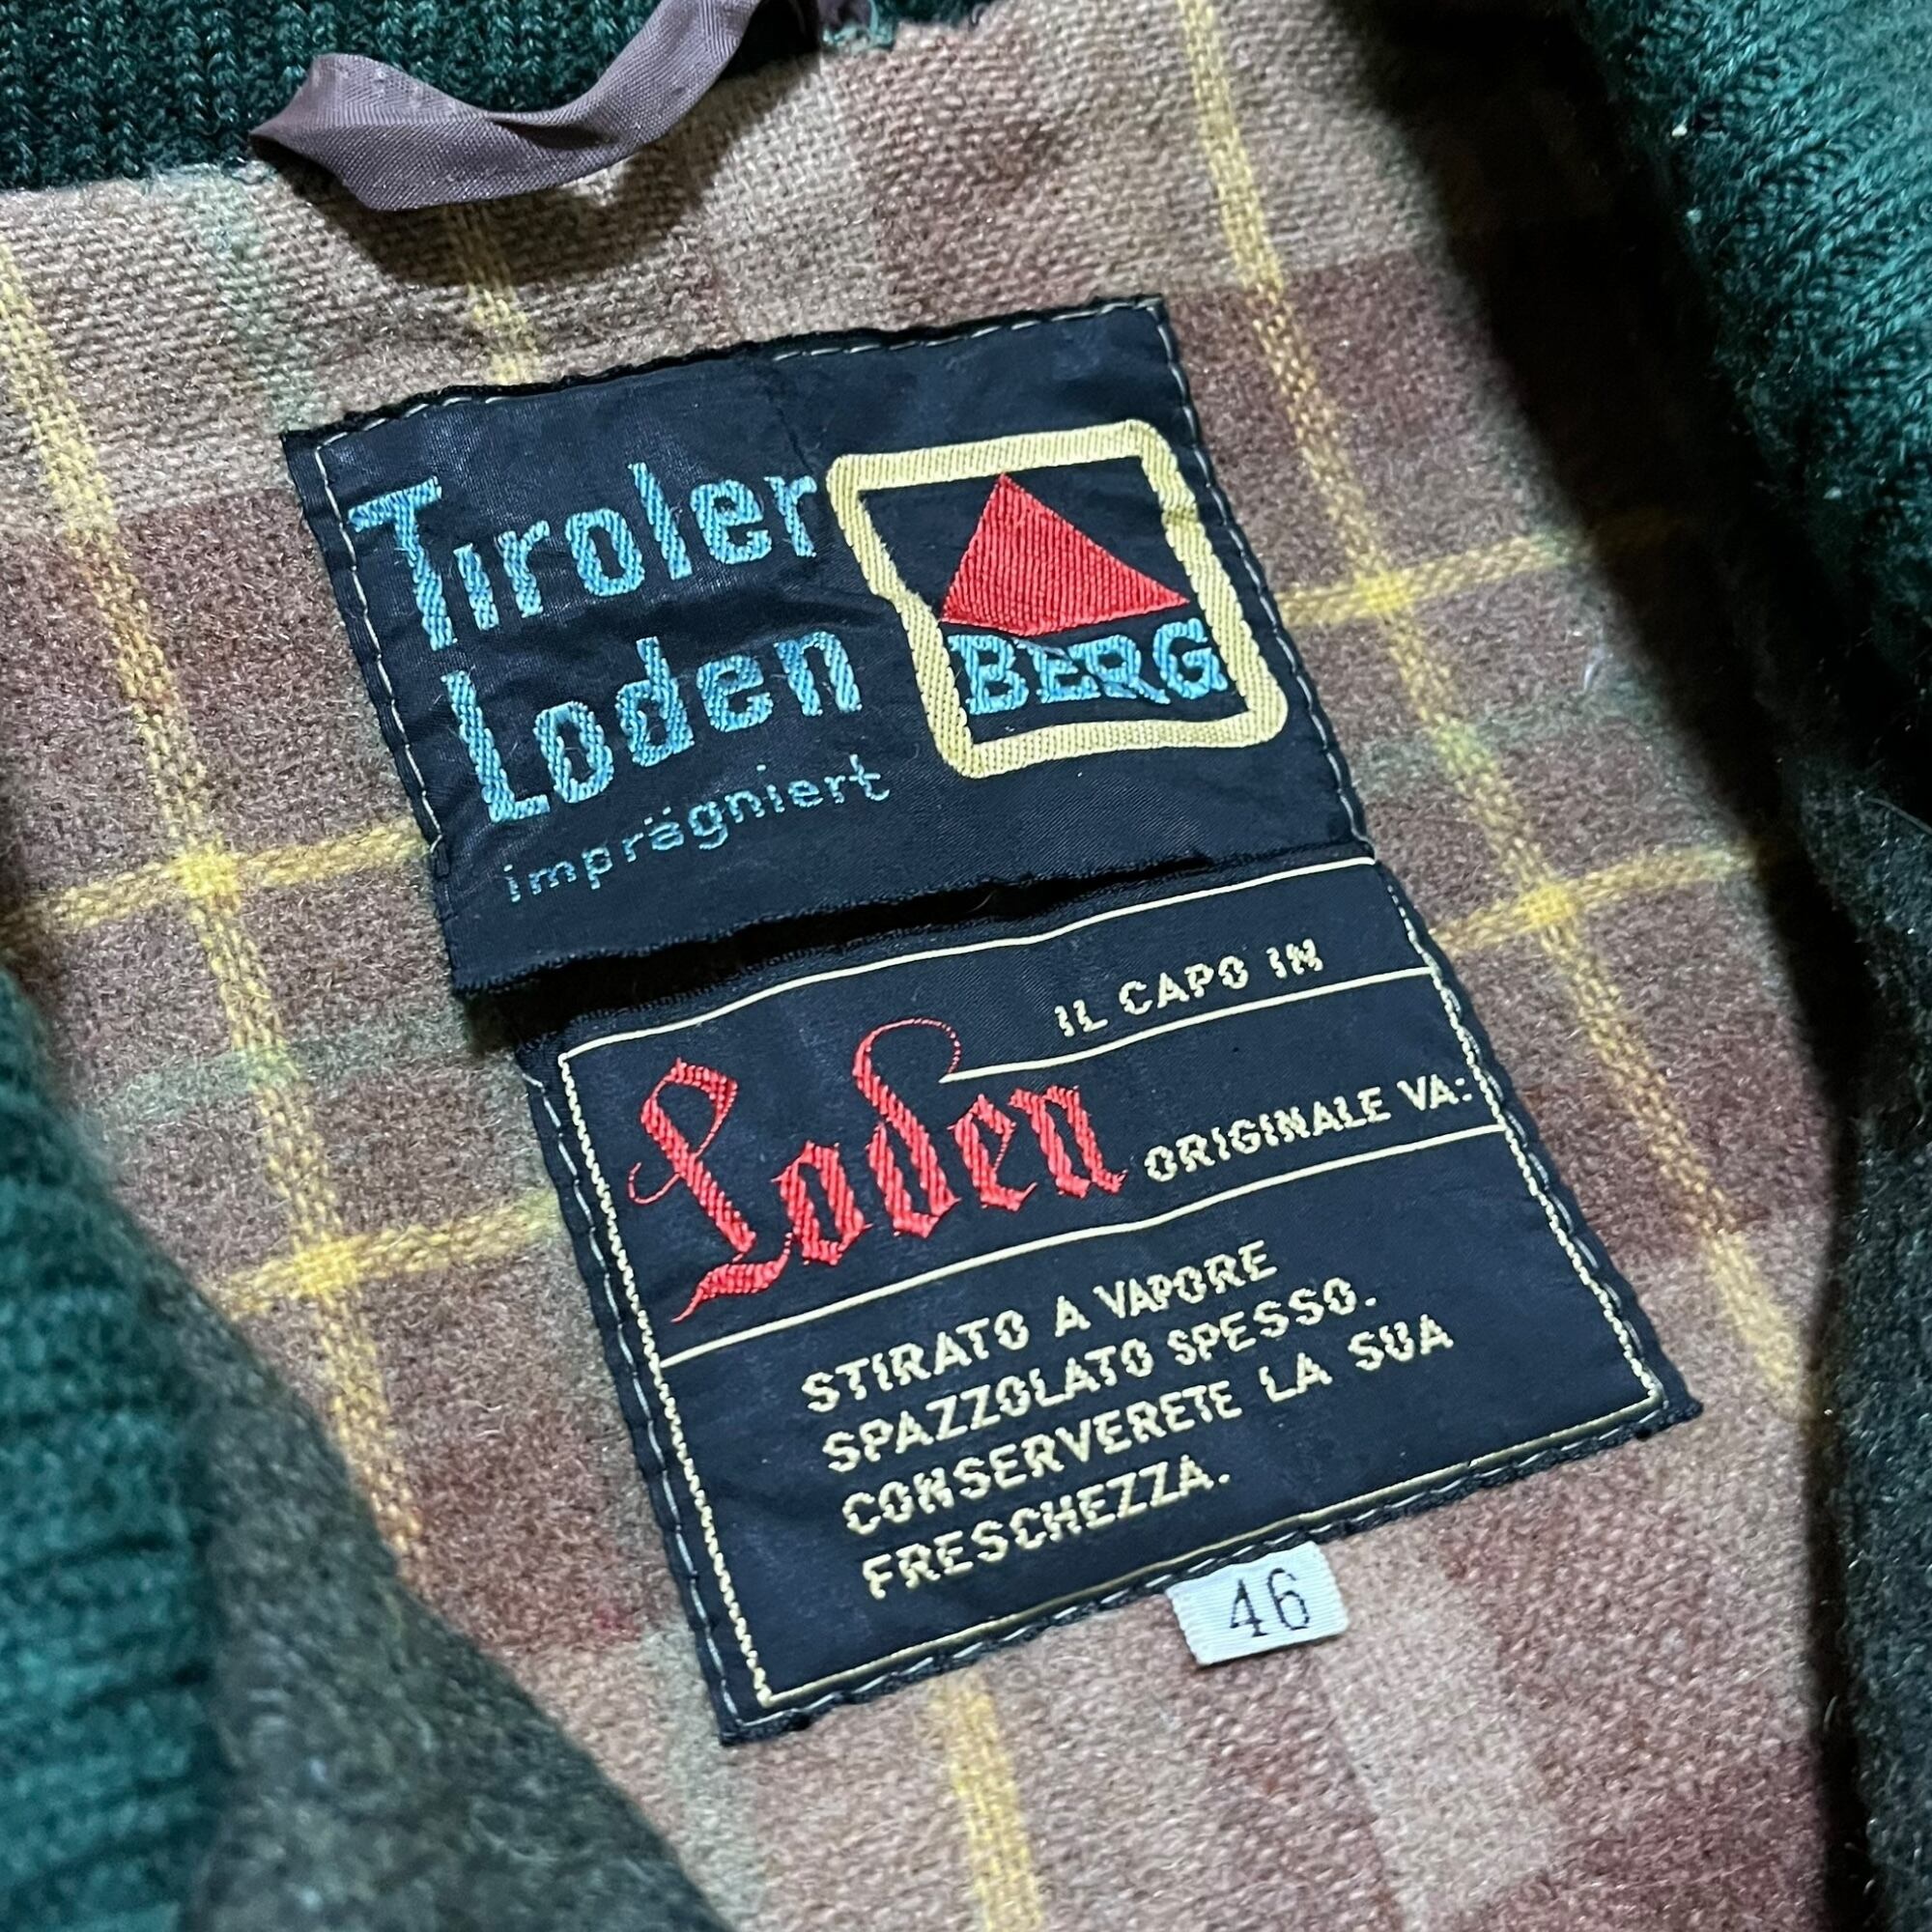 Tiroler
Loden
imprägniert
BERG
IL CAPO IN
Loden ORIGINALE VA:
STIRATO A VAPORE
SPAZZOLATO SPESSO.
CONSERVERETE LA SUA
FRESCHEZZA.
46